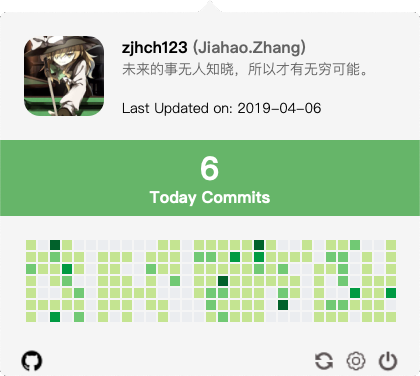 zjhch123 (Jiahao.Zhang)
未来的事无人知晓，所以才有无穷可能。
Last Updated on: 2019-04-06
6
Today Commits